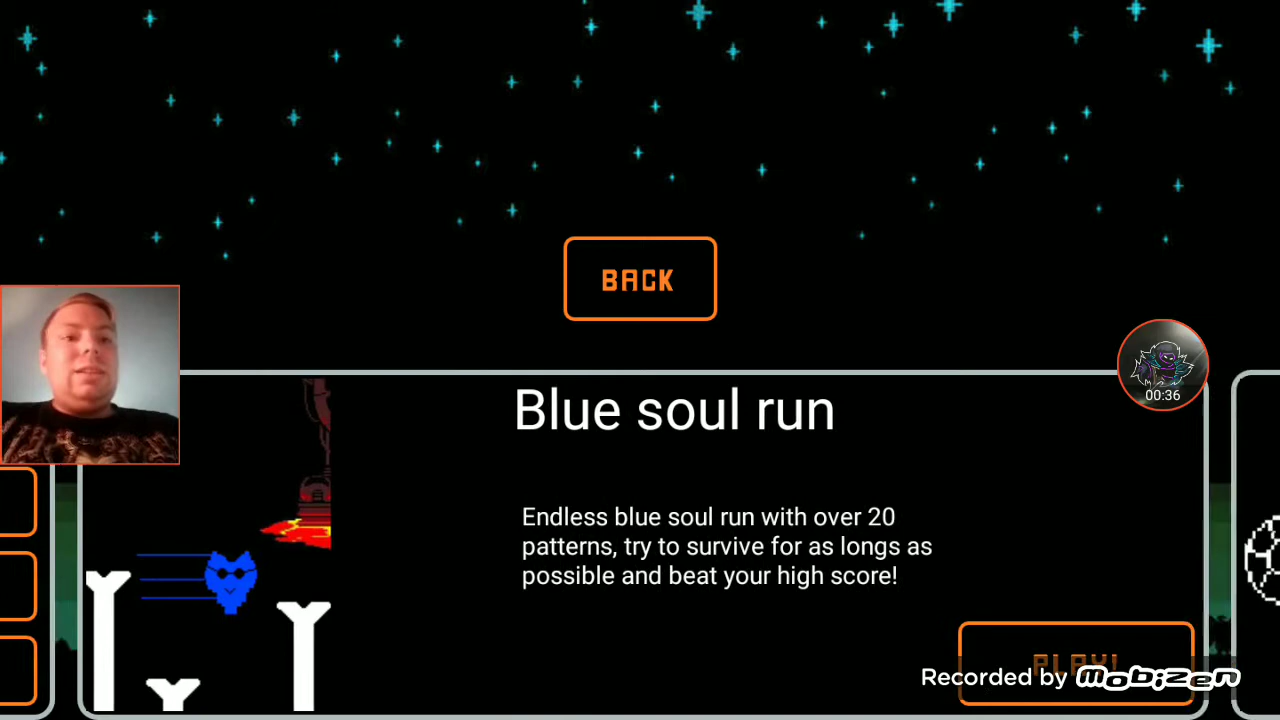 BACK
00:36
Blue soul run
Endless blue soul run with over 20
patterns, try to survive for as longs as
possible and beat your high score!
PLAY!
Recorded by Mobizen